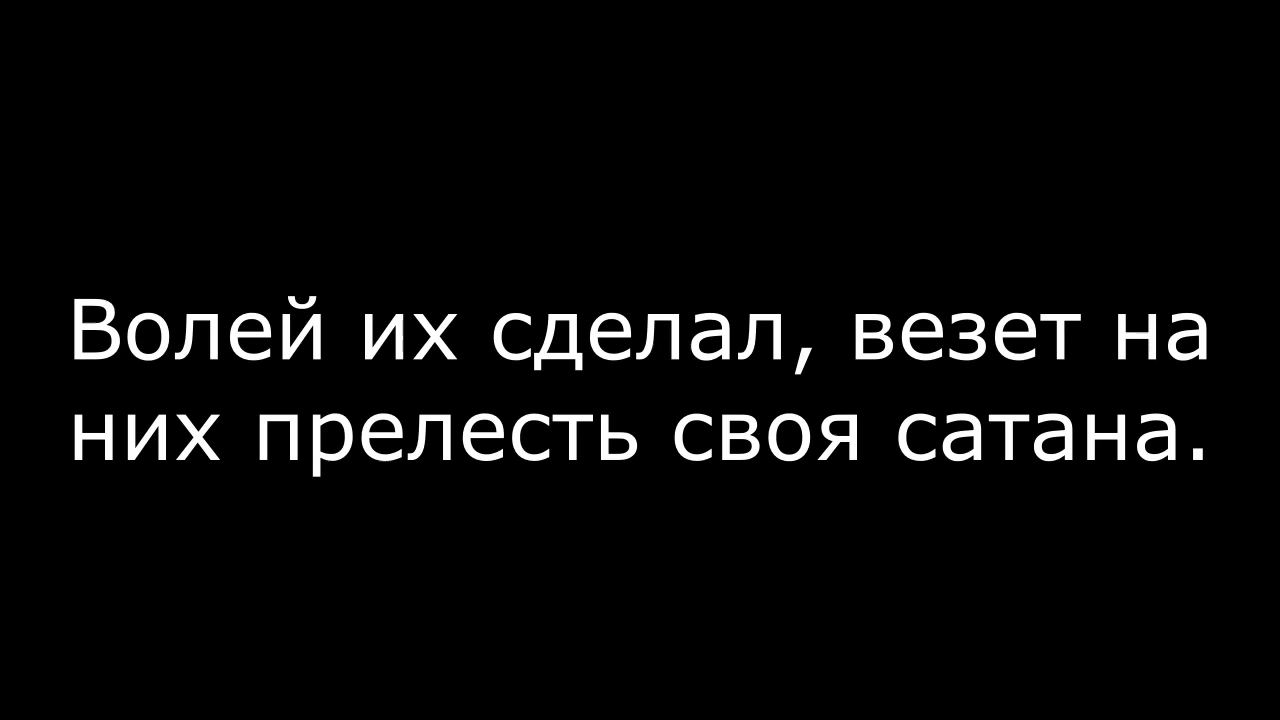 Волей их сделал, везет на
них прелесть своя сатана.